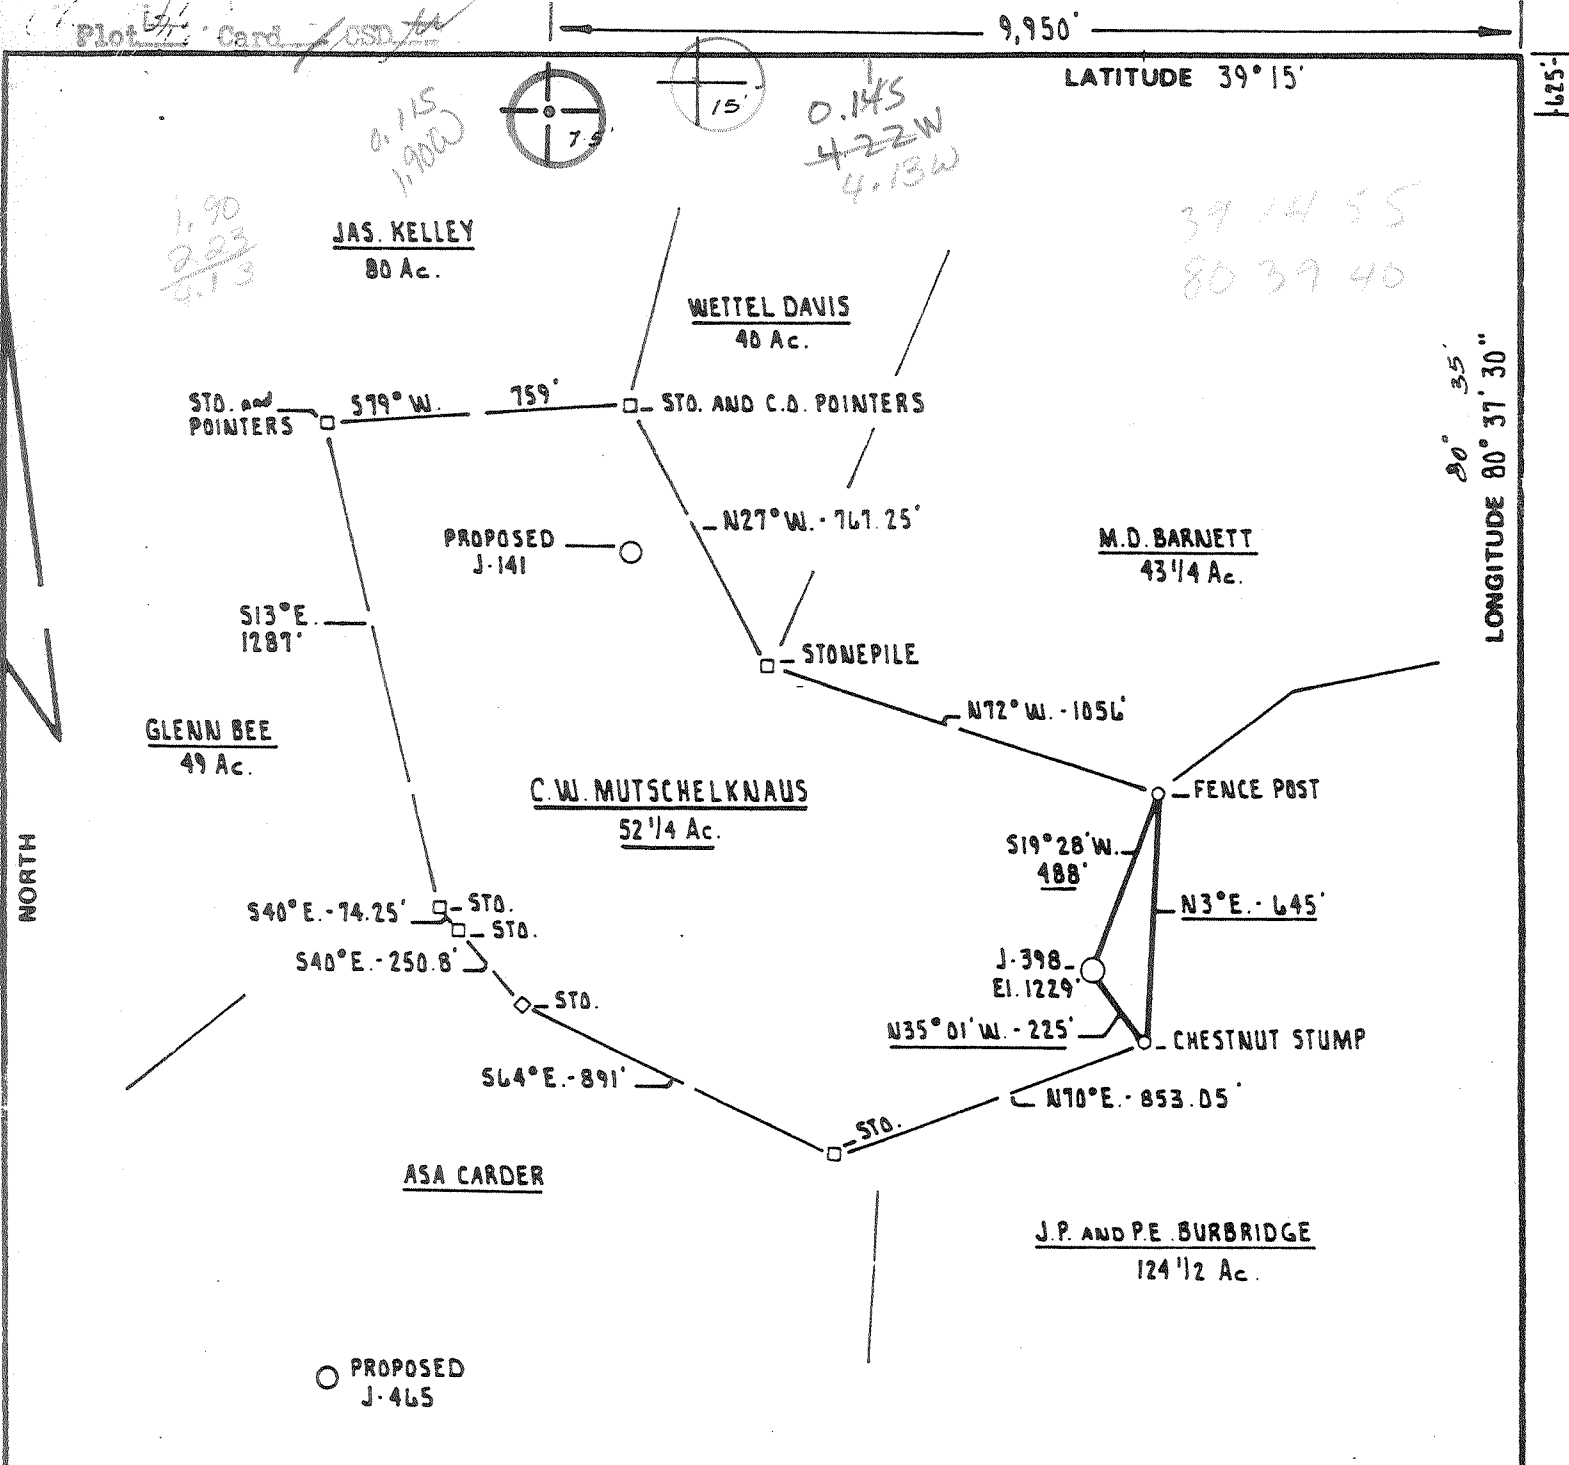 Plot Card CSD
9,950'
LATITUDE 39°15'
625'
7.5'
15'
0.115
1.90W
0.145
4.22W
4.13W
1.90
2.23
4.13
39 14 55
80 39 40
JAS. KELLEY
80 Ac.
WETTEL DAVIS
40 Ac.
80° 35'
LONGITUDE 80° 37' 30"
STO. and
POINTERS
S79° W. 759'
STO. AND C.O. POINTERS
N27° W. - 767.25'
PROPOSED
J-141
M.D. BARNETT
43 1/4 Ac.
S13° E.
1287'
STONEPILE
N72° W. - 1056'
GLENN BEE
49 Ac.
C.W. MUTSCHELKNAUS
52 1/4 Ac.
FENCE POST
S19° 28' W.
488'
N3° E. - 645'
NORTH
S40° E. - 74.25'
STO.
STO.
S40° E. - 250.8'
STO.
J-398
El. 1229'
N35° 01' W. - 225'
CHESTNUT STUMP
S64° E. - 891'
N70° E. - 853.05'
STO.
ASA CARDER
J.P. AND P.E. BURBRIDGE
124 1/2 Ac.
PROPOSED
J-465